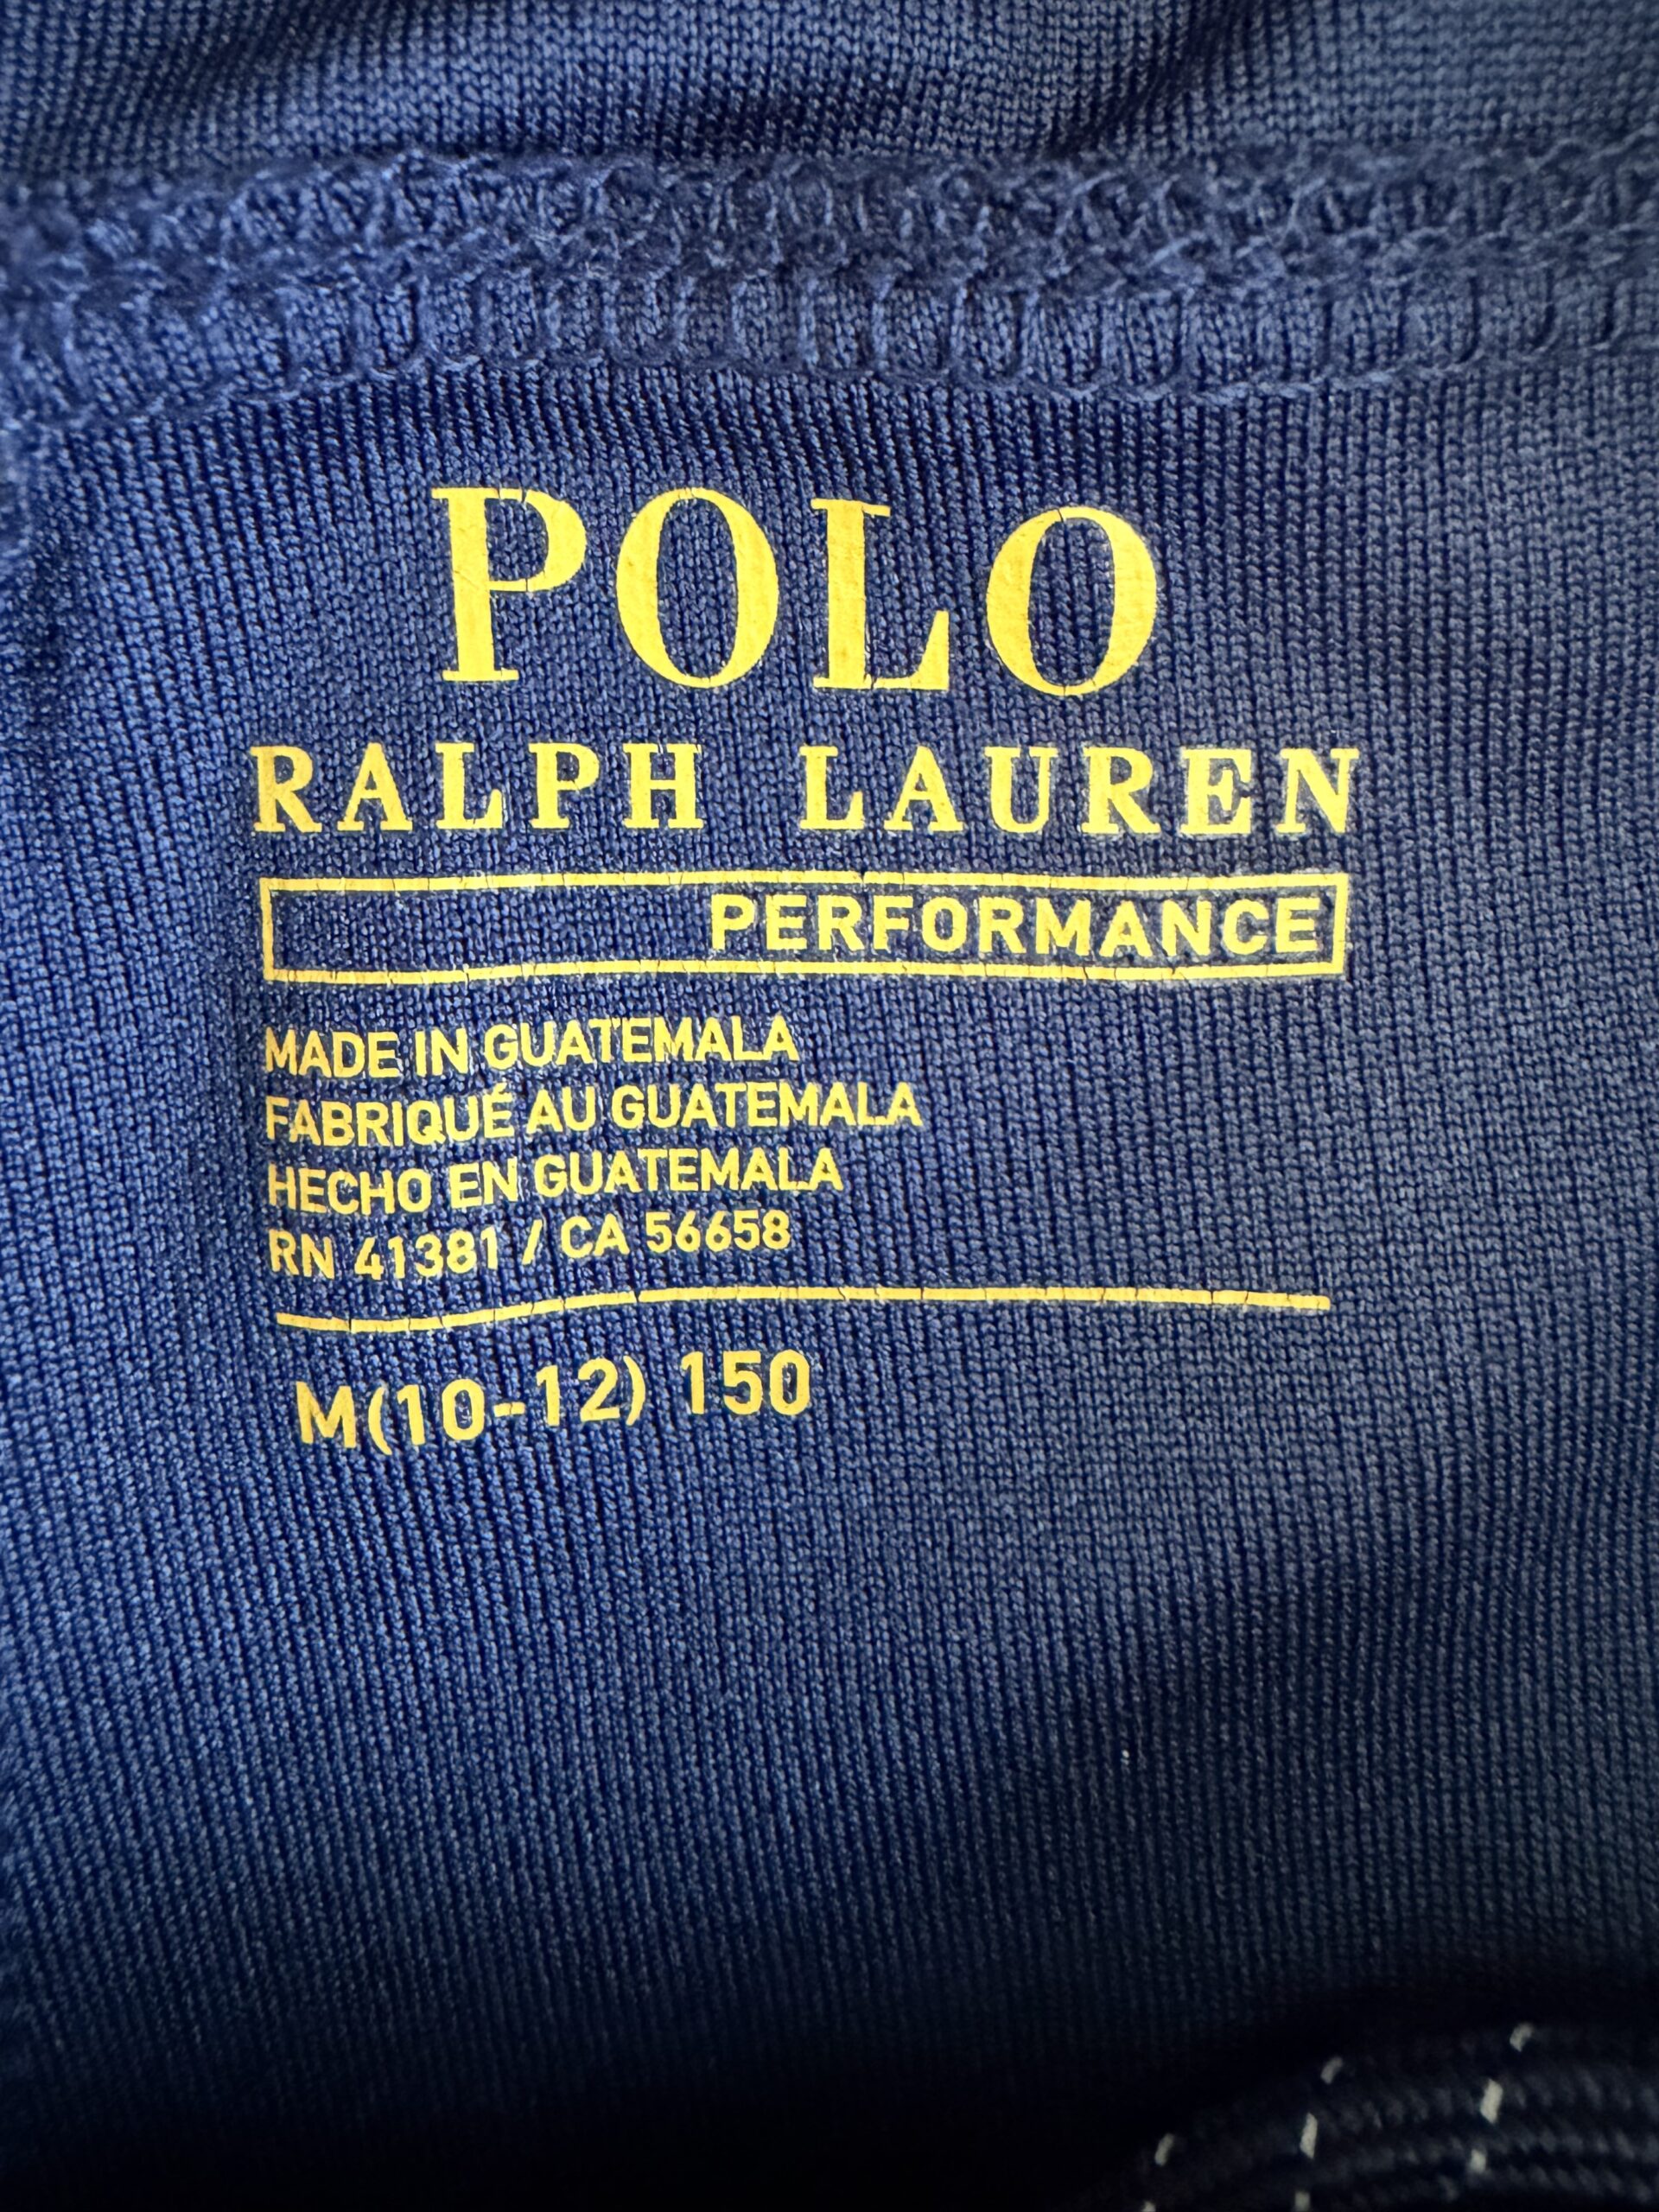 POLO
RALPH LAUREN
PERFORMANCE
MADE IN GUATEMALA
FABRIQUÉ AU GUATEMALA
HECHO EN GUATEMALA
RN 41381 / CA 56658
M(10-12) 150